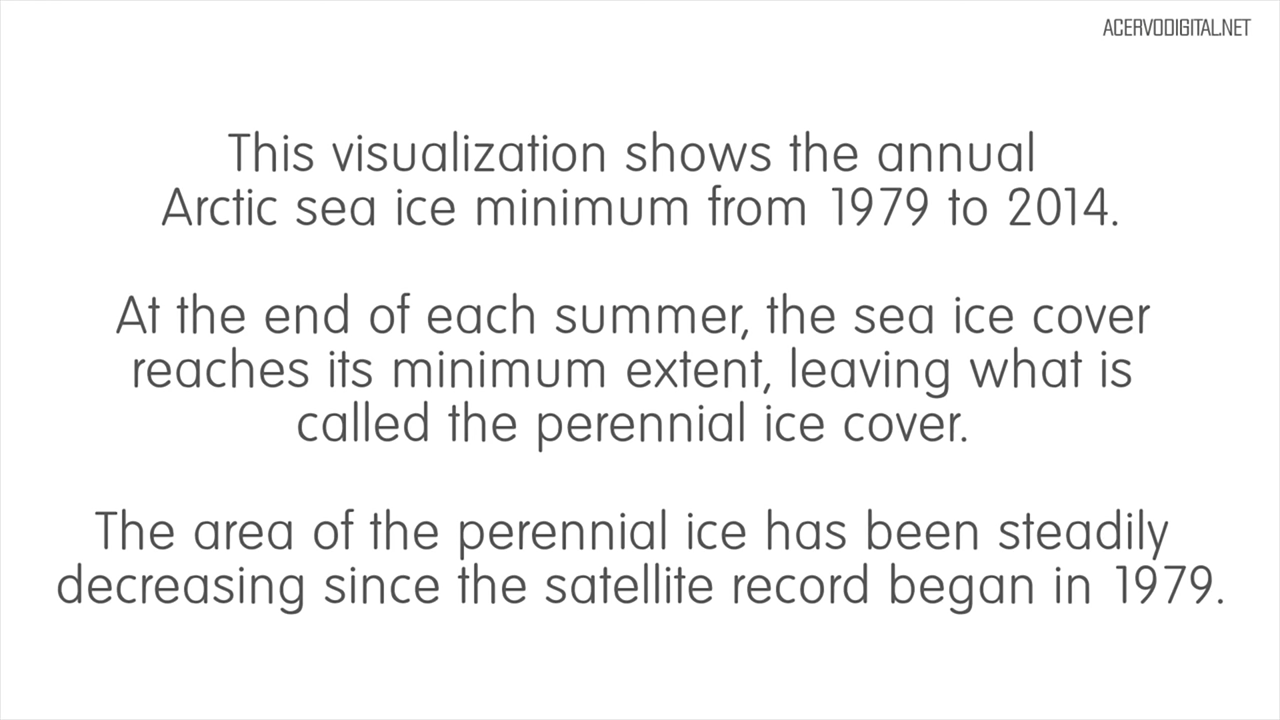 ACERVODIGITAL.NET
This visualization shows the annual
Arctic sea ice minimum from 1979 to 2014.
At the end of each summer, the sea ice cover
reaches its minimum extent, leaving what is
called the perennial ice cover.
The area of the perennial ice has been steadily
decreasing since the satellite record began in 1979.